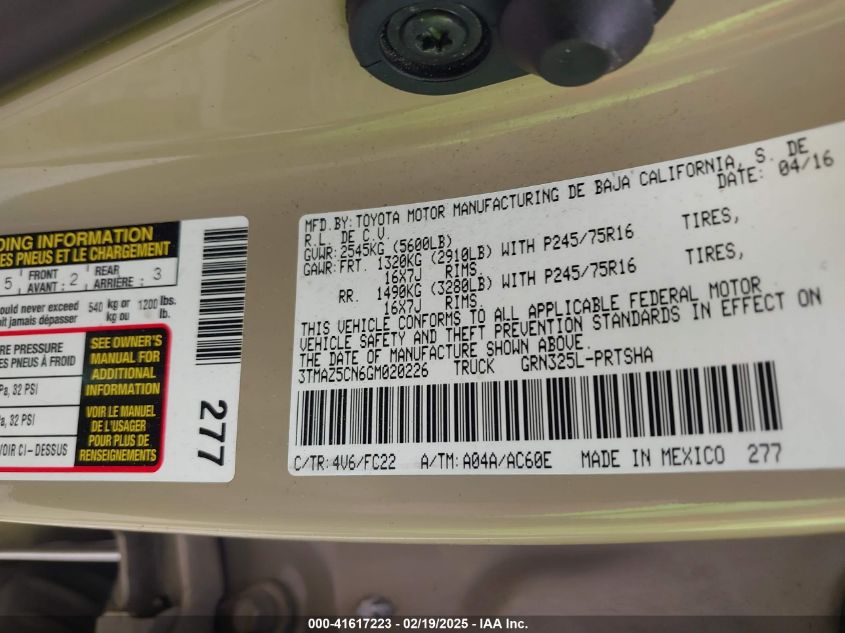 DING INFORMATION
ES PNEUS ET LE CHARGEMENT
5 FRONT AVANT : 2 REAR ARRIÈRE : 3
ould never exceed 540 kg or 1200 lbs.
it jamais dépasser kg ou lb.
RE PRESSURE
ES PNEUS À FROID
Pa, 32 PSI
a, 32 PSI
VOIR CI-DESSUS
SEE OWNER'S
MANUAL FOR
ADDITIONAL
INFORMATION
VOIR LE MANUEL
DE L'USAGER
POUR PLUS DE
RENSEIGNEMENTS
277
MFD.BY:TOYOTA MOTOR MANUFACTURING DE BAJA CALIFORNIA, S. DE
R.L. DE C.V. DATE: 04/16
GVWR:2545KG (5600LB)
GAWR:FRT. 1320KG (2910LB) WITH P245/75R16 TIRES,
16X7J RIMS.
RR. 1490KG (3280LB) WITH P245/75R16 TIRES,
16X7J RIMS.
THIS VEHICLE CONFORMS TO ALL APPLICABLE FEDERAL MOTOR
VEHICLE SAFETY AND THEFT PREVENTION STANDARDS IN EFFECT ON
THE DATE OF MANUFACTURE SHOWN ABOVE.
3TMAZ5CN6GM020226 TRUCK GRN325L-PRTSHA
C/TR:4V6/FC22 A/TM:A04A/AC60E MADE IN MEXICO 277
000-41617223 - 02/19/2025 - IAA Inc.